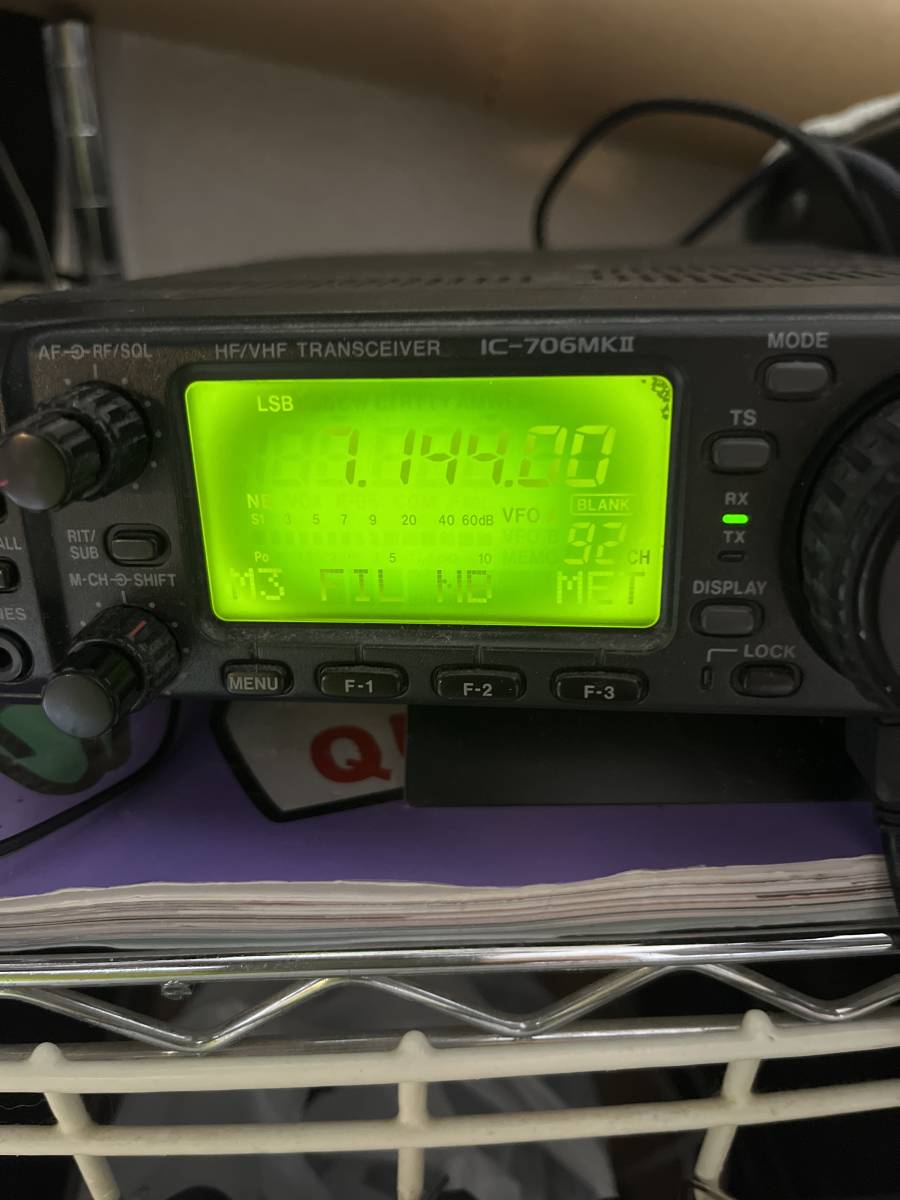 AF RF/SQL
HF/VHF TRANSCEIVER IC-706MKII
MODE
LSB
7.144.00
TS
S1 3 5 7 9 20 40 60dB
VFO
BLANK
RX
TX
RIT/
SUB
92 CH
Po 5 10
M-CH SHIFT
M3 FIL NB MET
DISPLAY
LOCK
MENU
F-1
F-2
F-3